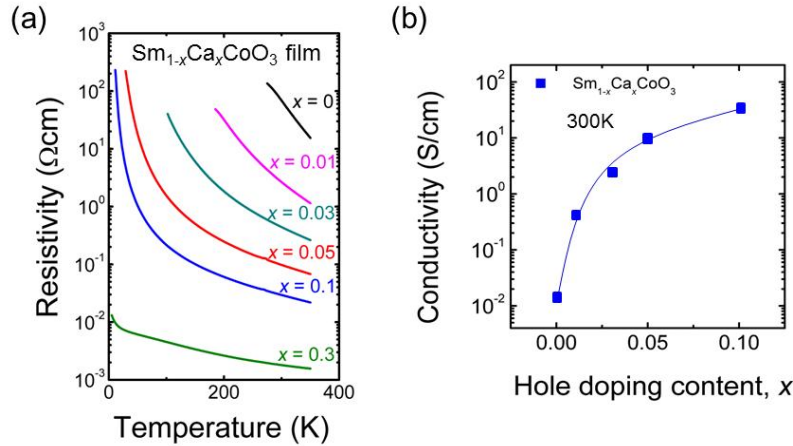 (a)
Sm1-xCaxCoO3 film
10³
10²
10¹
10⁰
10⁻¹
10⁻²
10⁻³
Resistivity (Ωcm)
x = 0
x = 0.01
x = 0.03
x = 0.05
x = 0.1
x = 0.3
0 200 400
Temperature (K)
(b)
Sm1-xCaxCoO3
300K
10²
10¹
10⁰
10⁻¹
10⁻²
Conductivity (S/cm)
0.00 0.05 0.10
Hole doping content, x